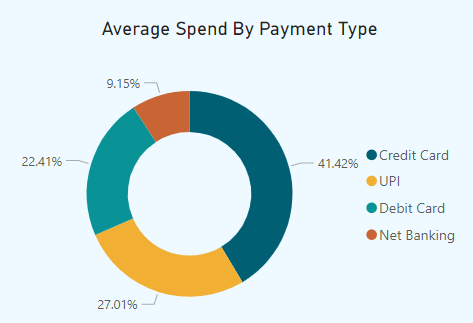 Average Spend By Payment Type
9.15%
22.41%
41.42%
27.01%
Credit Card
UPI
Debit Card
Net Banking